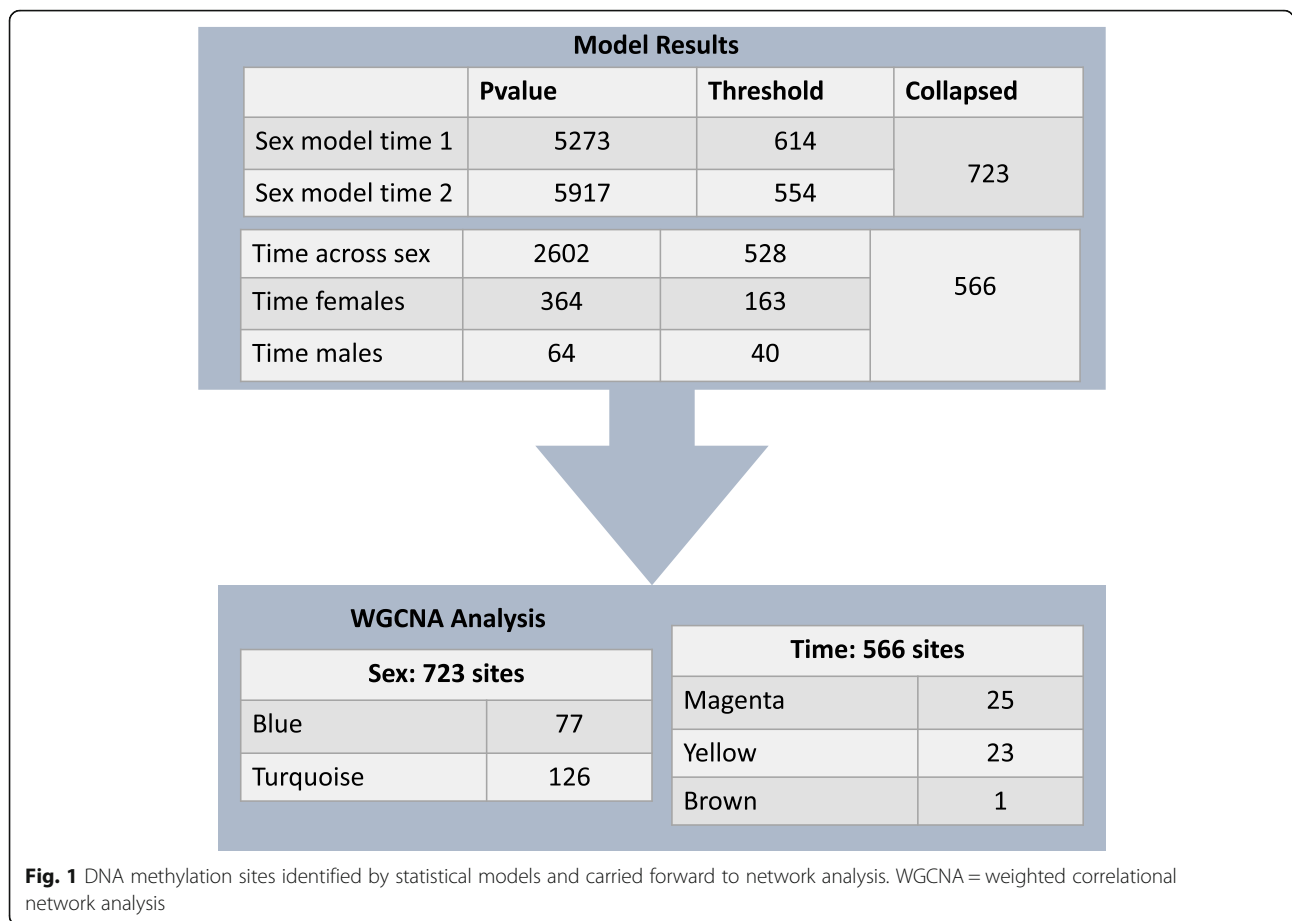 Model Results
Pvalue Threshold Collapsed
Sex model time 1 5273 614
723
Sex model time 2 5917 554
Time across sex 2602 528
566
Time females 364 163
Time males 64 40
WGCNA Analysis
Sex: 723 sites
Blue 77
Turquoise 126
Time: 566 sites
Magenta 25
Yellow 23
Brown 1
Fig. 1 DNA methylation sites identified by statistical models and carried forward to network analysis. WGCNA = weighted correlational
network analysis